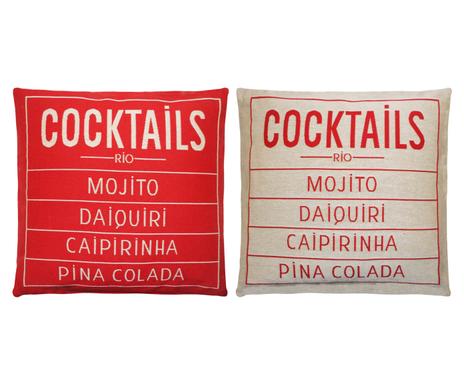 COCKTAiLS
RiO
MOJiTO
DAiQUiRi
CAiPiRiNHA
PiNA COLADA
COCKTAiLS
RiO
MOJiTO
DAiQUiRi
CAiPiRiNHA
PiNA COLADA